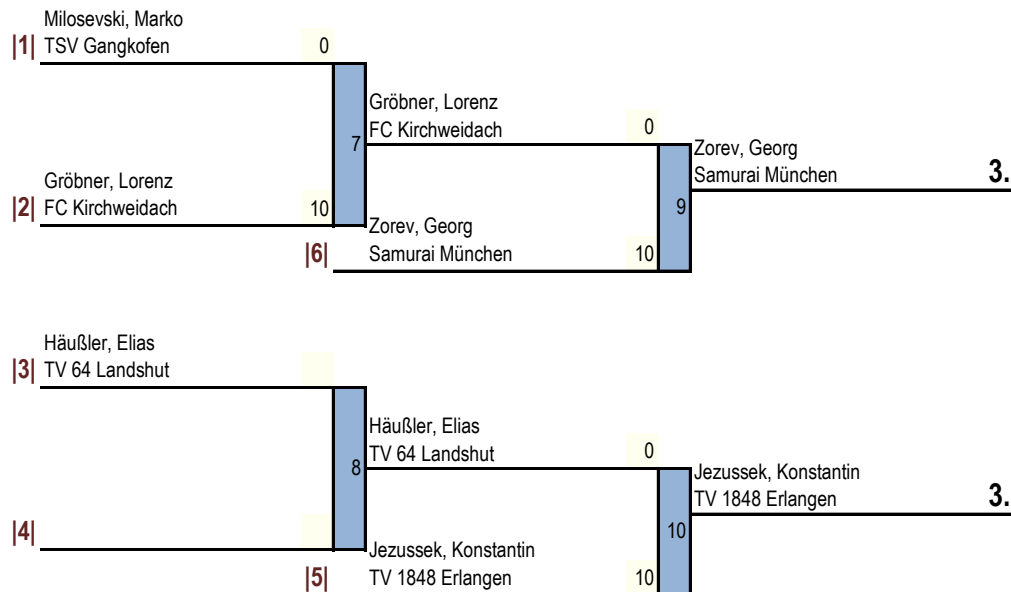 Milosevski, Marko
|1| TSV Gangkofen 0
Gröbner, Lorenz
7 FC Kirchweidach 0
Zorev, Georg
Samurai München 3.
Gröbner, Lorenz
|2| FC Kirchweidach 10
9
Zorev, Georg
|6| Samurai München 10
Häußler, Elias
|3| TV 64 Landshut
Häußler, Elias
8 TV 64 Landshut 0
Jezussek, Konstantin
TV 1848 Erlangen 3.
|4|
10
Jezussek, Konstantin
|5| TV 1848 Erlangen 10